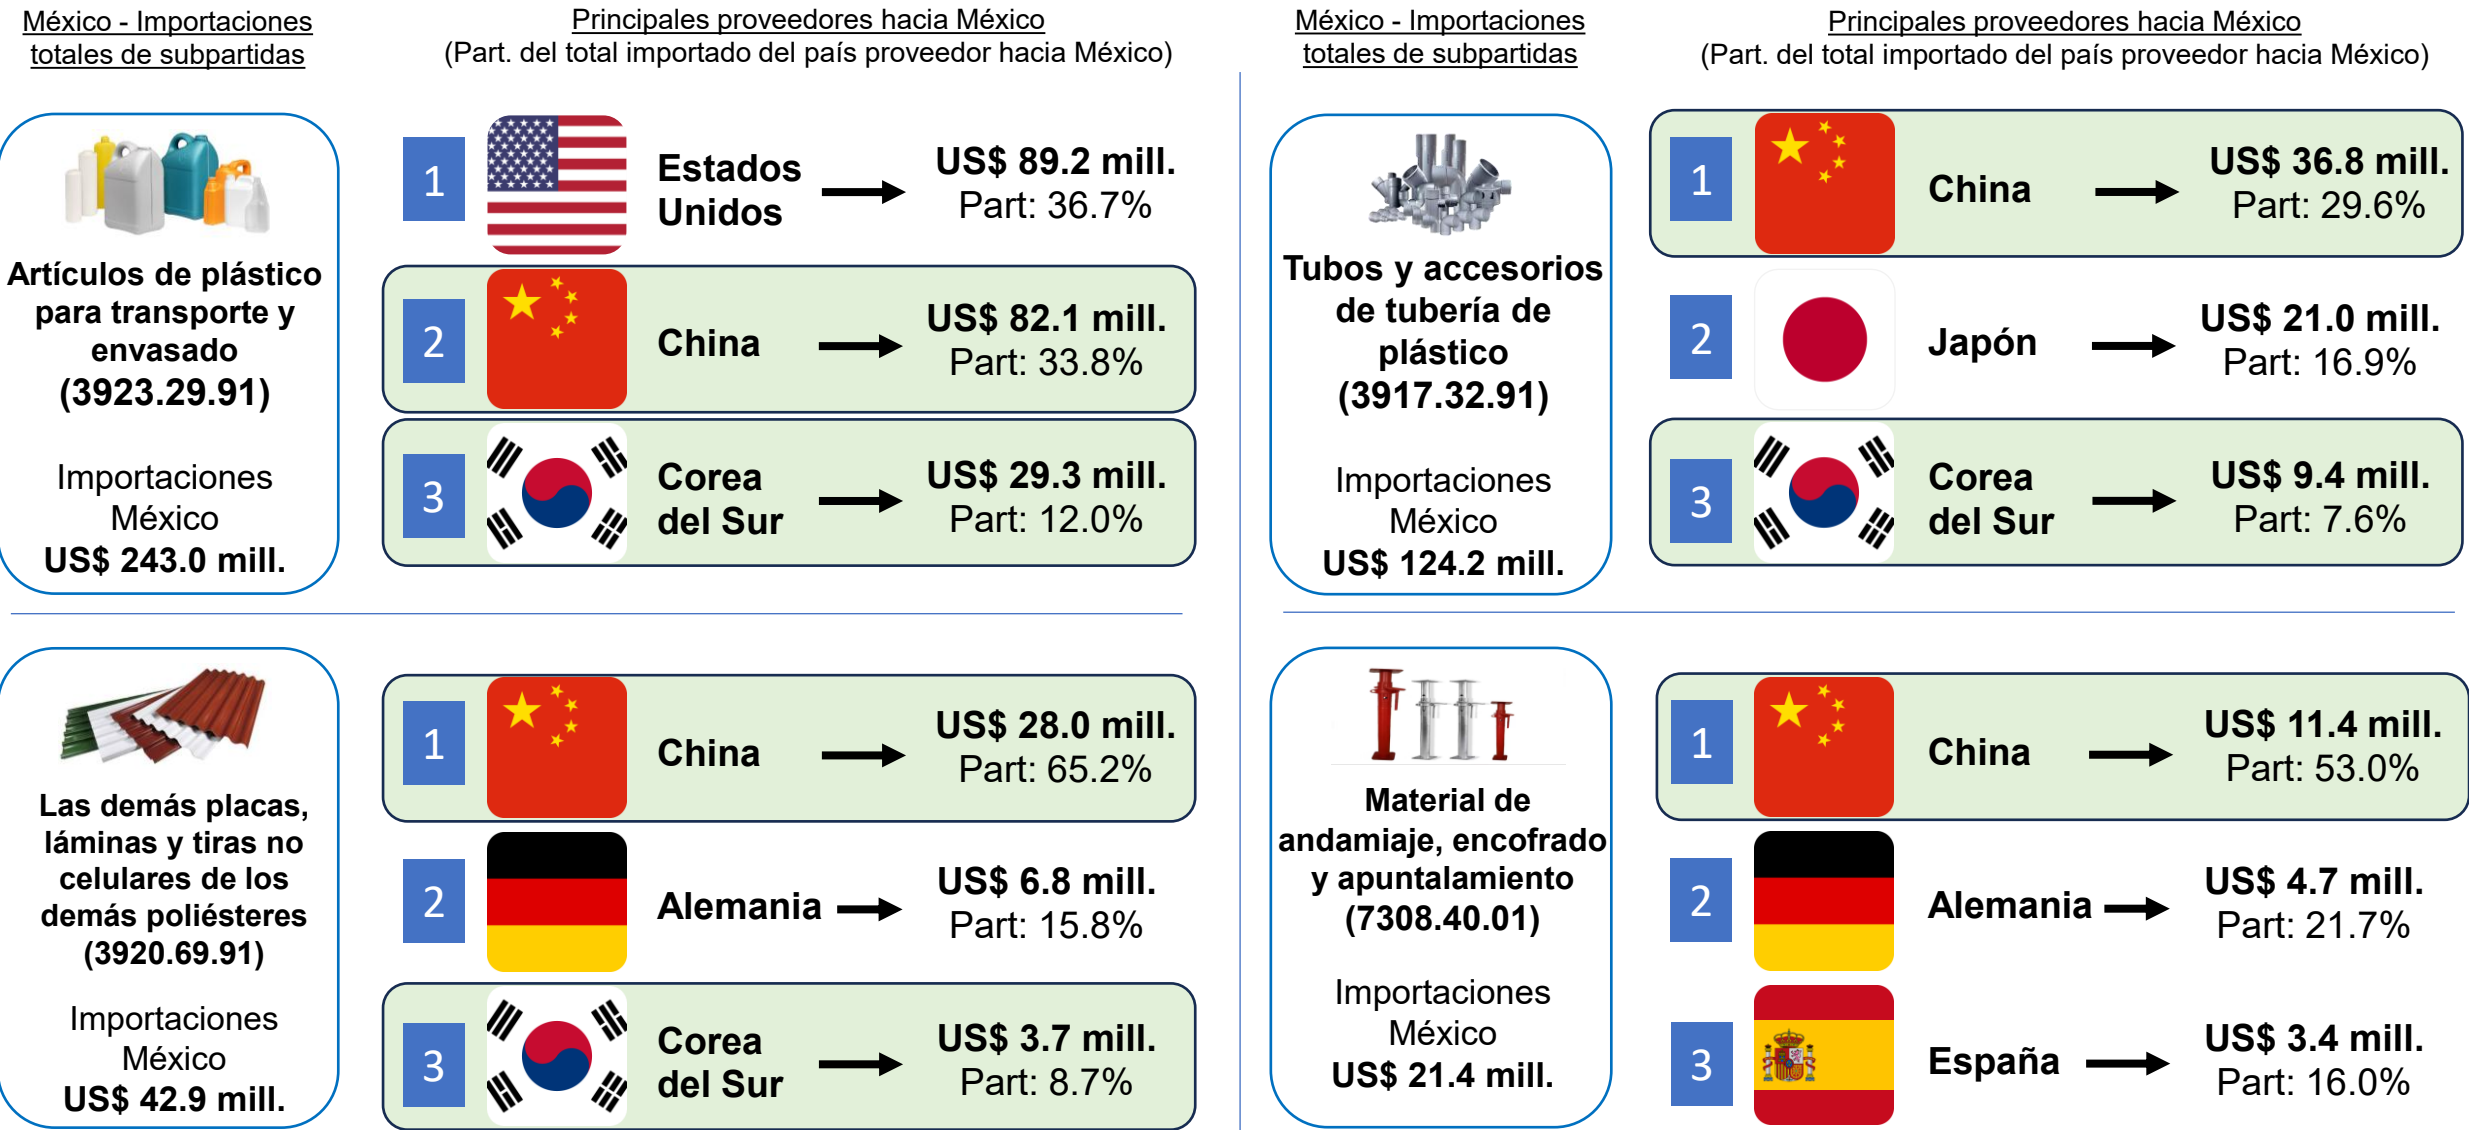 México - Importaciones
totales de subpartidas
Principales proveedores hacia México
(Part. del total importado del país proveedor hacia México)
Artículos de plástico
para transporte y
envasado
(3923.29.91)
Importaciones
México
US$ 243.0 mill.
1
Estados
Unidos
US$ 89.2 mill.
Part: 36.7%
2
China
US$ 82.1 mill.
Part: 33.8%
3
Corea
del Sur
US$ 29.3 mill.
Part: 12.0%
México - Importaciones
totales de subpartidas
Principales proveedores hacia México
(Part. del total importado del país proveedor hacia México)
Tubos y accesorios
de tubería de
plástico
(3917.32.91)
Importaciones
México
US$ 124.2 mill.
1
China
US$ 36.8 mill.
Part: 29.6%
2
Japón
US$ 21.0 mill.
Part: 16.9%
3
Corea
del Sur
US$ 9.4 mill.
Part: 7.6%
Las demás placas,
láminas y tiras no
celulares de los
demás poliésteres
(3920.69.91)
Importaciones
México
US$ 42.9 mill.
1
China
US$ 28.0 mill.
Part: 65.2%
2
Alemania
US$ 6.8 mill.
Part: 15.8%
3
Corea
del Sur
US$ 3.7 mill.
Part: 8.7%
Material de
andamiaje, encofrado
y apuntalamiento
(7308.40.01)
Importaciones
México
US$ 21.4 mill.
1
China
US$ 11.4 mill.
Part: 53.0%
2
Alemania
US$ 4.7 mill.
Part: 21.7%
3
España
US$ 3.4 mill.
Part: 16.0%